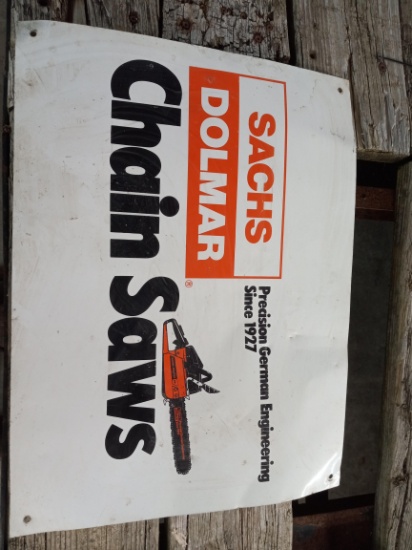 SACHS
DOLMAR®
Precision German Engineering
Since 1927
Chain Saws